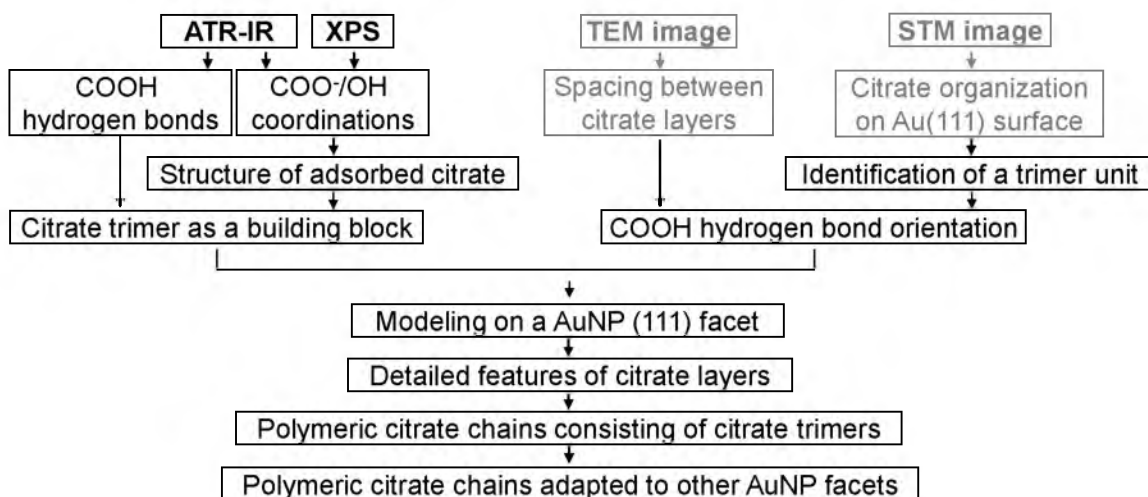 ATR-IR
XPS
TEM image
STM image
COOH
hydrogen bonds
COO-/OH
coordinations
Spacing between
citrate layers
Citrate organization
on Au(111) surface
Structure of adsorbed citrate
Identification of a trimer unit
Citrate trimer as a building block
COOH hydrogen bond orientation
Modeling on a AuNP (111) facet
Detailed features of citrate layers
Polymeric citrate chains consisting of citrate trimers
Polymeric citrate chains adapted to other AuNP facets